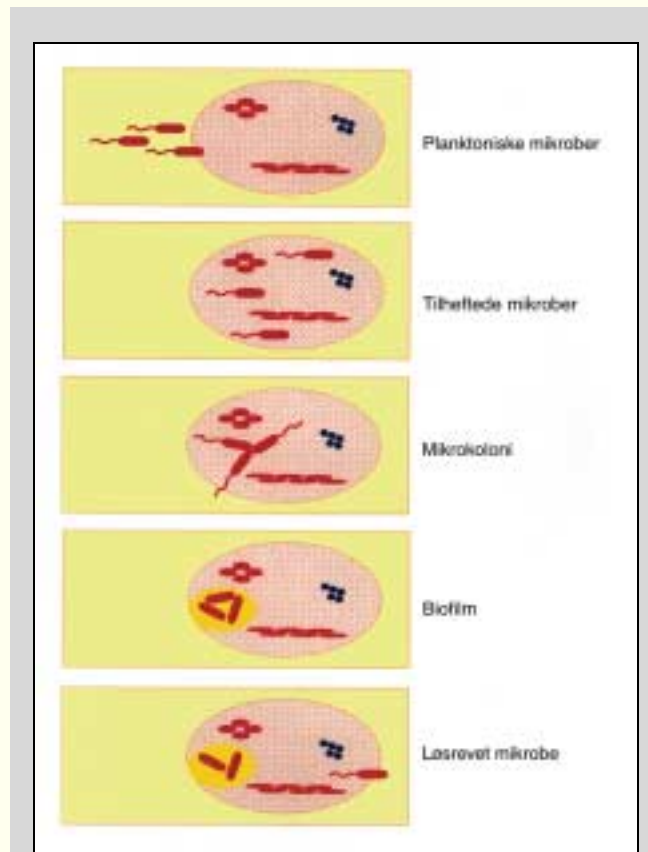 Planktoniske mikrober
Tilheftede mikrober
Mikrokoloni
Biofilm
Løsrevet mikrobe